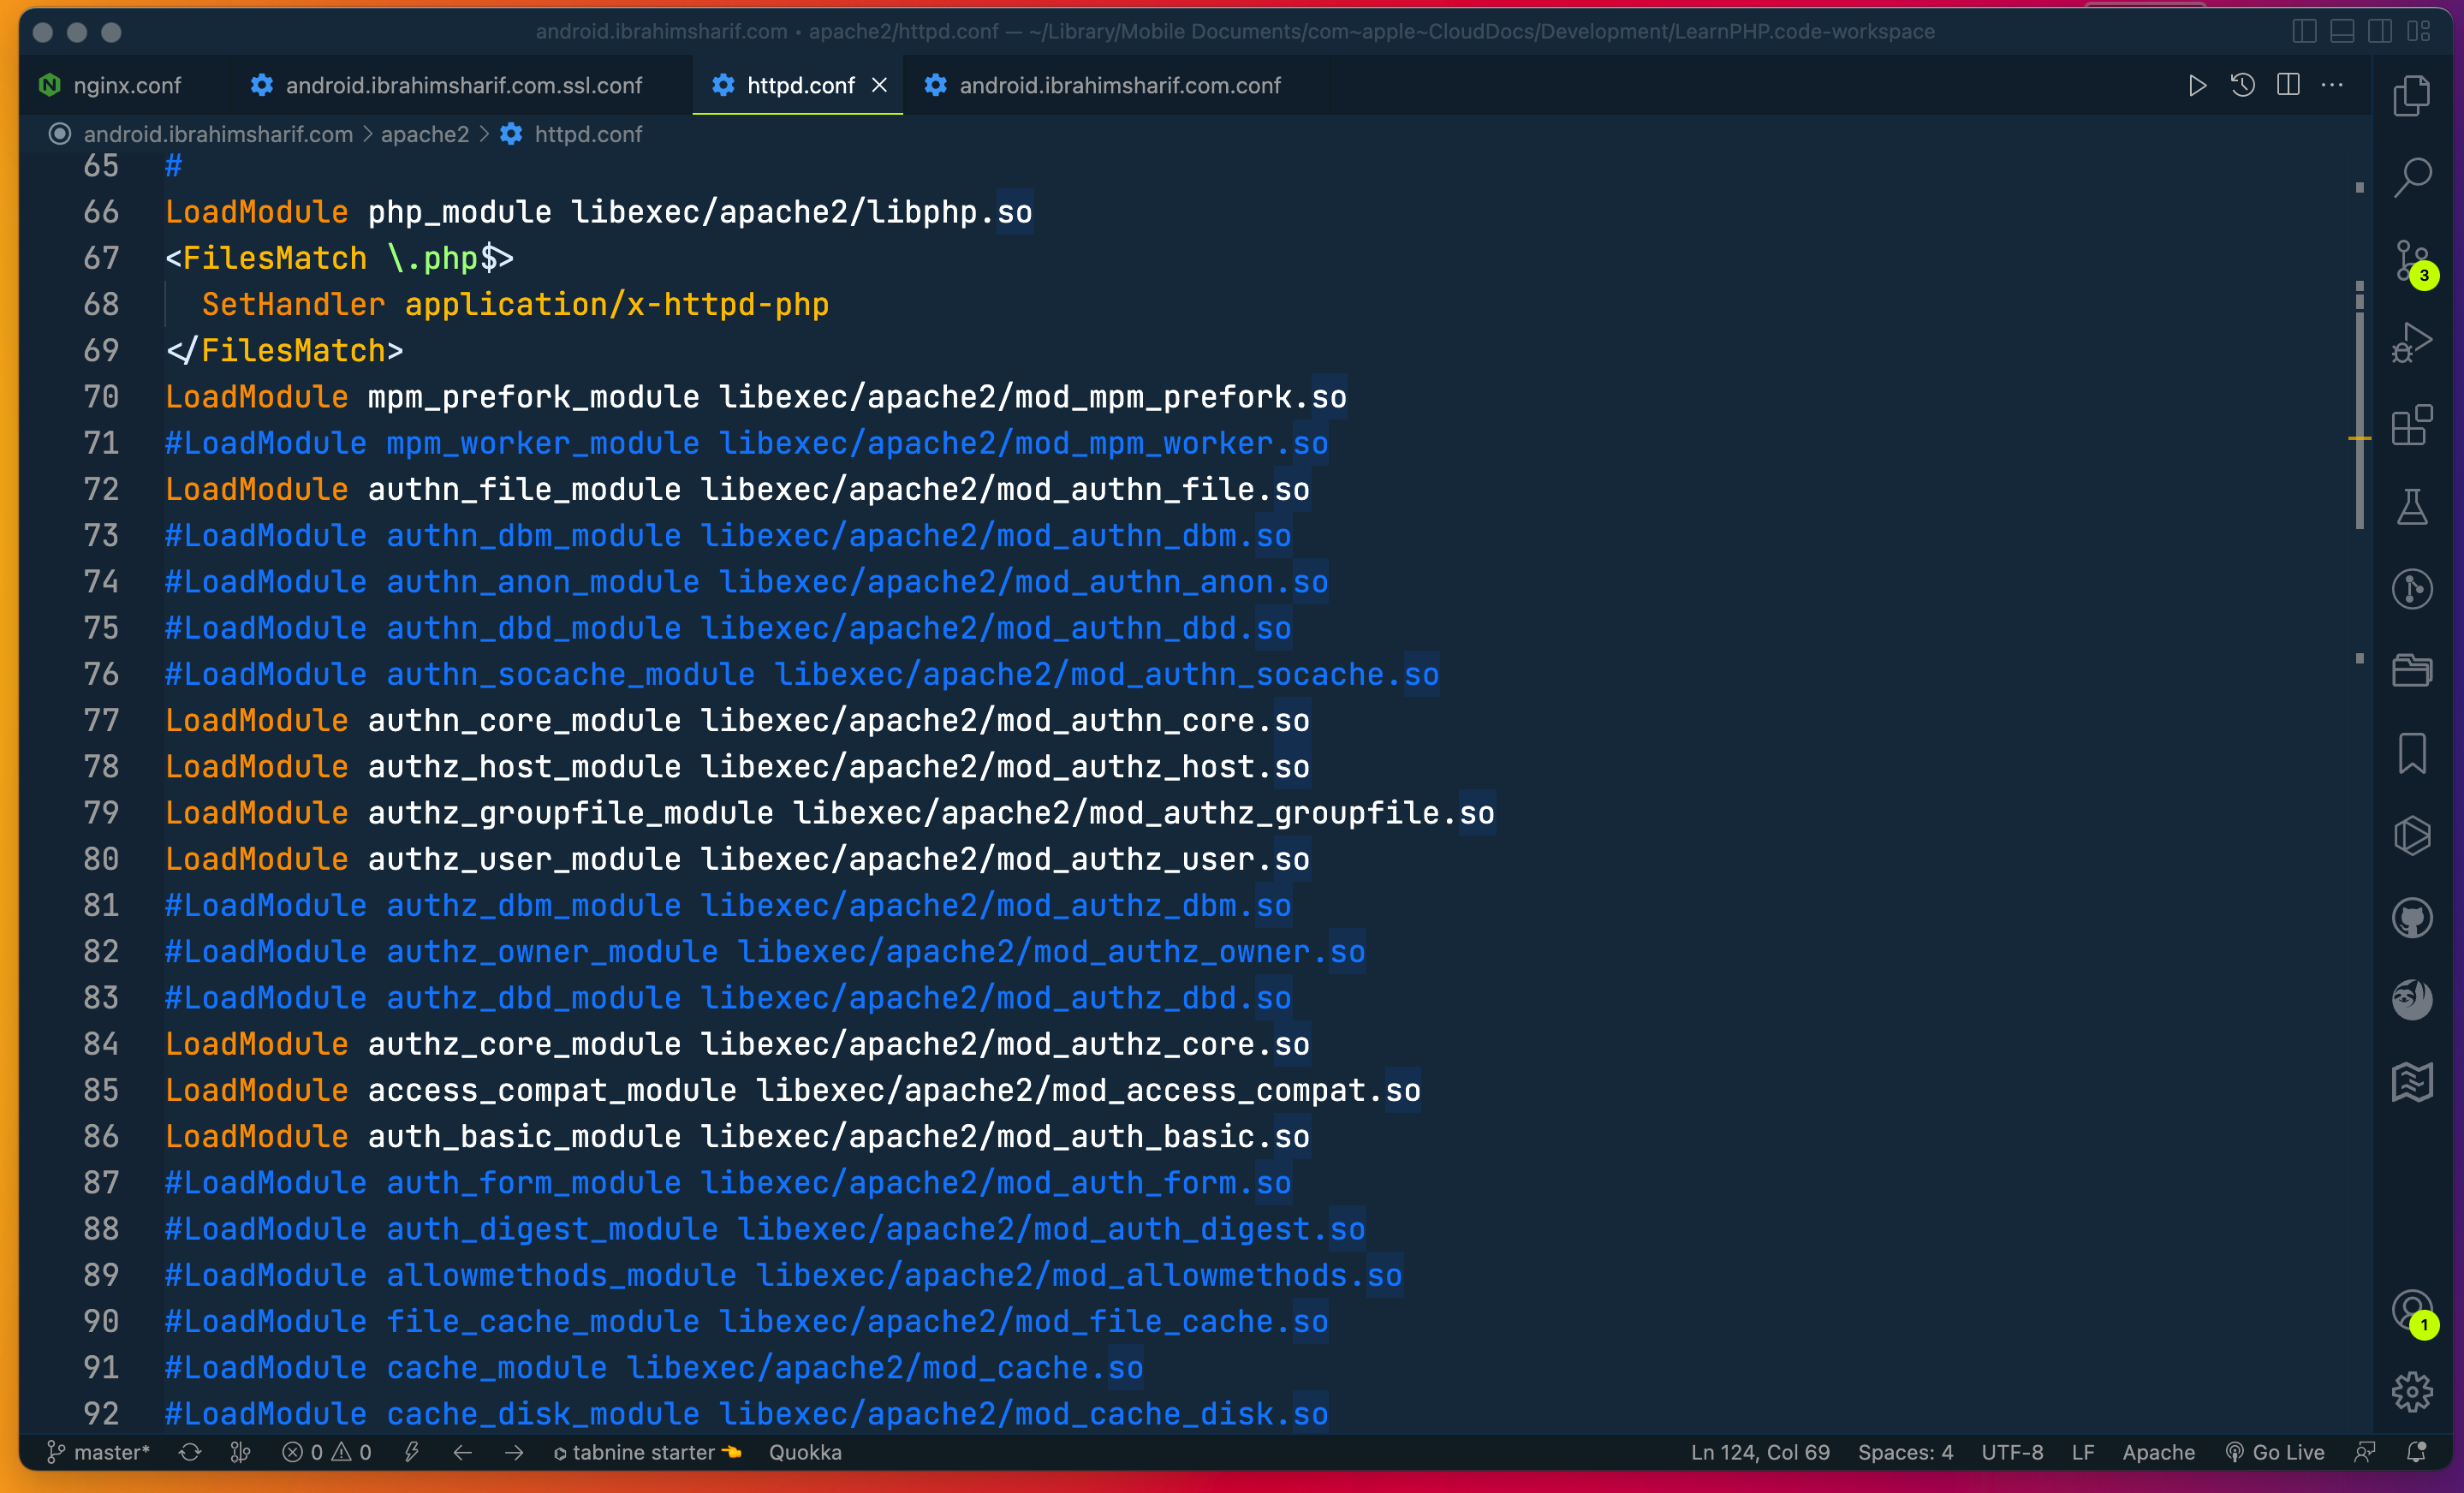 android.ibrahimsharif.com • apache2/httpd.conf — ~/Library/Mobile Documents/com~apple~CloudDocs/Development/LearnPHP.code-workspace
nginx.conf android.ibrahimsharif.com.ssl.conf httpd.conf android.ibrahimsharif.com.conf
android.ibrahimsharif.com > apache2 > httpd.conf
65 #
66 LoadModule php_module libexec/apache2/libphp.so
67 <FilesMatch \.php$>
68 SetHandler application/x-httpd-php
69 </FilesMatch>
70 LoadModule mpm_prefork_module libexec/apache2/mod_mpm_prefork.so
71 #LoadModule mpm_worker_module libexec/apache2/mod_mpm_worker.so
72 LoadModule authn_file_module libexec/apache2/mod_authn_file.so
73 #LoadModule authn_dbm_module libexec/apache2/mod_authn_dbm.so
74 #LoadModule authn_anon_module libexec/apache2/mod_authn_anon.so
75 #LoadModule authn_dbd_module libexec/apache2/mod_authn_dbd.so
76 #LoadModule authn_socache_module libexec/apache2/mod_authn_socache.so
77 LoadModule authn_core_module libexec/apache2/mod_authn_core.so
78 LoadModule authz_host_module libexec/apache2/mod_authz_host.so
79 LoadModule authz_groupfile_module libexec/apache2/mod_authz_groupfile.so
80 LoadModule authz_user_module libexec/apache2/mod_authz_user.so
81 #LoadModule authz_dbm_module libexec/apache2/mod_authz_dbm.so
82 #LoadModule authz_owner_module libexec/apache2/mod_authz_owner.so
83 #LoadModule authz_dbd_module libexec/apache2/mod_authz_dbd.so
84 LoadModule authz_core_module libexec/apache2/mod_authz_core.so
85 LoadModule access_compat_module libexec/apache2/mod_access_compat.so
86 LoadModule auth_basic_module libexec/apache2/mod_auth_basic.so
87 #LoadModule auth_form_module libexec/apache2/mod_auth_form.so
88 #LoadModule auth_digest_module libexec/apache2/mod_auth_digest.so
89 #LoadModule allowmethods_module libexec/apache2/mod_allowmethods.so
90 #LoadModule file_cache_module libexec/apache2/mod_file_cache.so
91 #LoadModule cache_module libexec/apache2/mod_cache.so
92 #LoadModule cache_disk_module libexec/apache2/mod_cache_disk.so
3
1
master* 0 0 tabnine starter Quokka Ln 124, Col 69 Spaces: 4 UTF-8 LF Apache Go Live